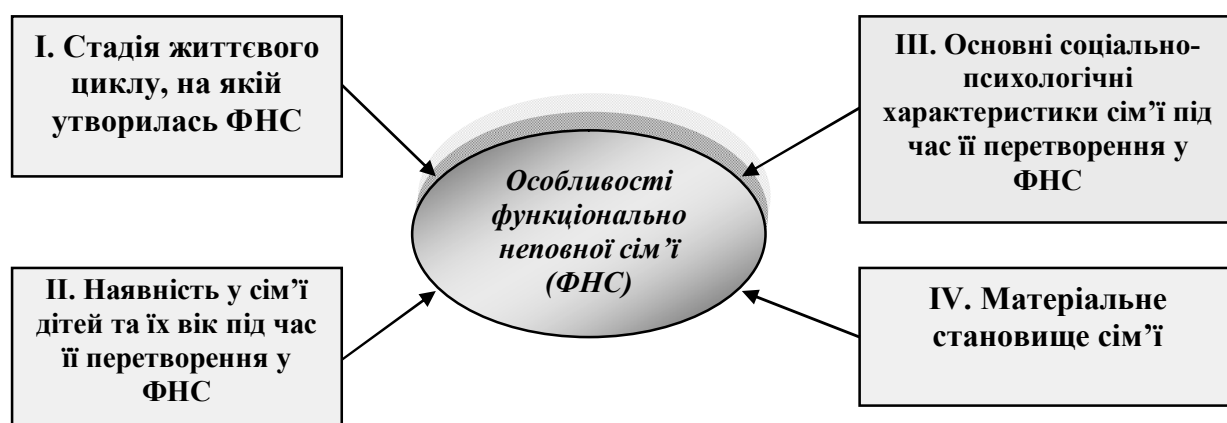 І. Стадія життєвого
циклу, на якій
утворилась ФНС
ІІ. Наявність у сім’ї
дітей та їх вік під час
її перетворення у
ФНС
Особливості
функціонально
неповної сім’ї
(ФНС)
ІІІ. Основні соціально-
психологічні
характеристики сім’ї під
час її перетворення у
ФНС
ІV. Матеріальне
становище сім’ї